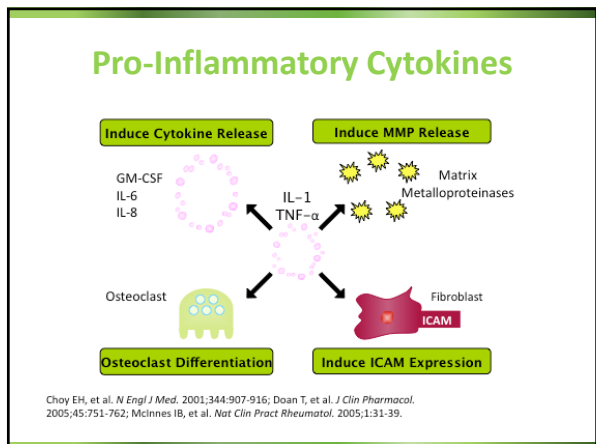 Pro-Inflammatory Cytokines
Induce Cytokine Release
Induce MMP Release
GM-CSF
IL-6
IL-8
IL-1
TNF-α
Matrix
Metalloproteinases
Osteoclast
Fibroblast
ICAM
Osteoclast Differentiation
Induce ICAM Expression
Choy EH, et al. N Engl J Med. 2001;344:907-916; Doan T, et al. J Clin Pharmacol.
2005;45:751-762; McInnes IB, et al. Nat Clin Pract Rheumatol. 2005;1:31-39.